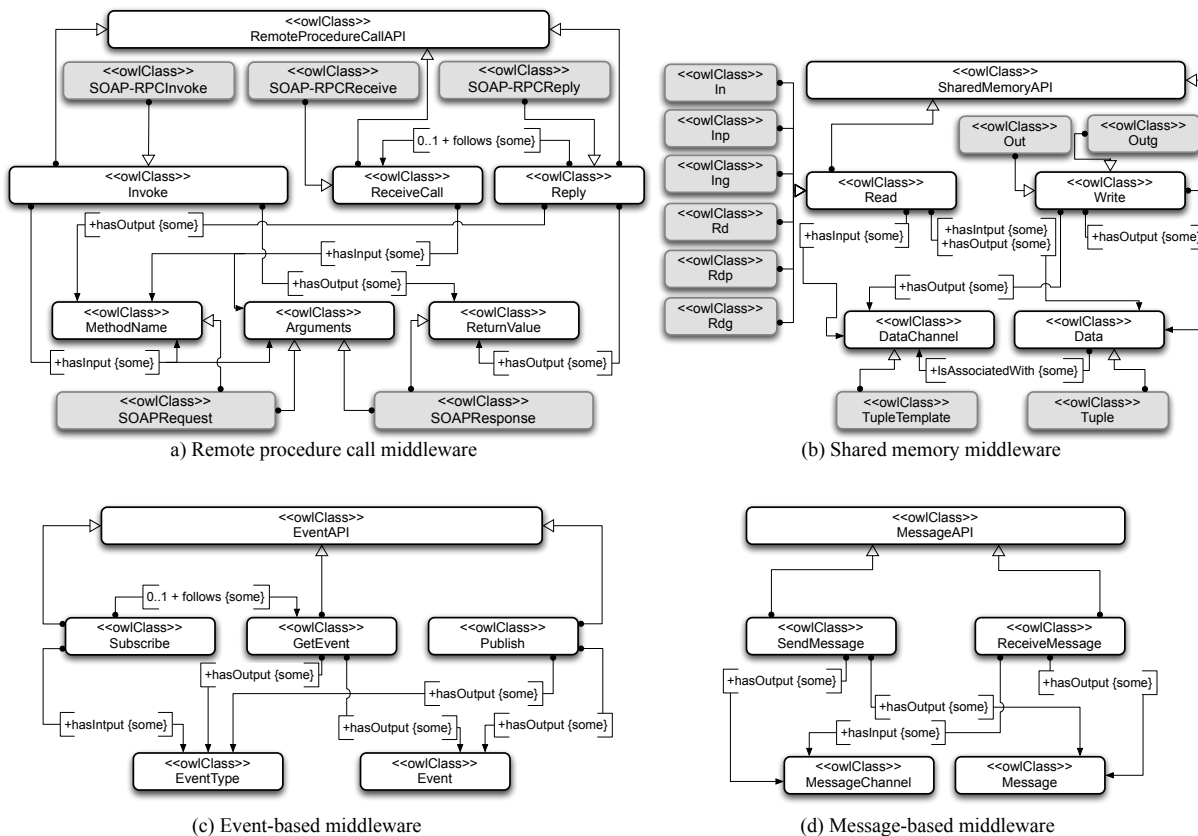 <<owlClass>>
RemoteProcedureCallAPI
<<owlClass>>
SOAP-RPCInvoke
<<owlClass>>
SOAP-RPCReceive
<<owlClass>>
SOAP-RPCReply
0..1 + follows {some}
<<owlClass>>
Invoke
<<owlClass>>
ReceiveCall
<<owlClass>>
Reply
+hasOutput {some}
+hasInput {some}
+hasOutput {some}
<<owlClass>>
MethodName
<<owlClass>>
Arguments
<<owlClass>>
ReturnValue
+hasInput {some}
+hasOutput {some}
<<owlClass>>
SOAPRequest
<<owlClass>>
SOAPResponse
a) Remote procedure call middleware
<<owlClass>>
In
<<owlClass>>
Inp
<<owlClass>>
Ing
<<owlClass>>
Rd
<<owlClass>>
Rdp
<<owlClass>>
Rdg
<<owlClass>>
SharedMemoryAPI
<<owlClass>>
Out
<<owlClass>>
Outg
<<owlClass>>
Read
<<owlClass>>
Write
+hasInput {some}
+hasIntput {some}
+hasOutput {some}
+hasOutput {some}
+hasOutput {some}
<<owlClass>>
DataChannel
<<owlClass>>
Data
+IsAssociatedWith {some}
<<owlClass>>
TupleTemplate
<<owlClass>>
Tuple
(b) Shared memory middleware
<<owlClass>>
EventAPI
0..1 + follows {some}
<<owlClass>>
Subscribe
<<owlClass>>
GetEvent
<<owlClass>>
Publish
+hasOutput {some}
+hasOutput {some}
+hasIntput {some}
+hasOutput {some}
+hasOutput {some}
<<owlClass>>
EventType
<<owlClass>>
Event
(c) Event-based middleware
<<owlClass>>
MessageAPI
<<owlClass>>
SendMessage
<<owlClass>>
ReceiveMessage
+hasOutput {some}
+hasOutput {some}
+hasOutput {some}
+hasInput {some}
<<owlClass>>
MessageChannel
<<owlClass>>
Message
(d) Message-based middleware